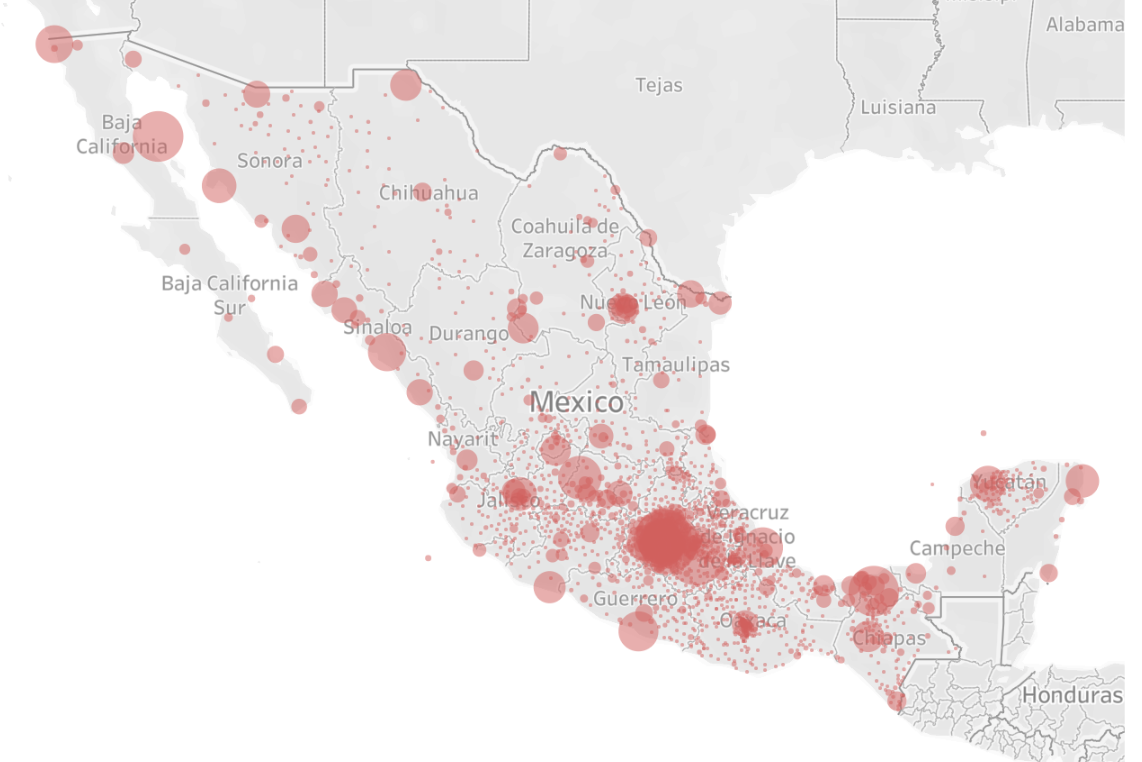 Alabama
Tejas
Luisiana
Baja
California
Sonora
Chihuahua
Coahuila de
Zaragoza
Baja California
Sur
Nuevo León
Sinaloa
Durango
Tamaulipas
Mexico
Nayarit
Jalisco
Yucatán
Veracruz
de Ignacio
de la Llave
Campeche
Guerrero
Oaxaca
Chiapas
Honduras